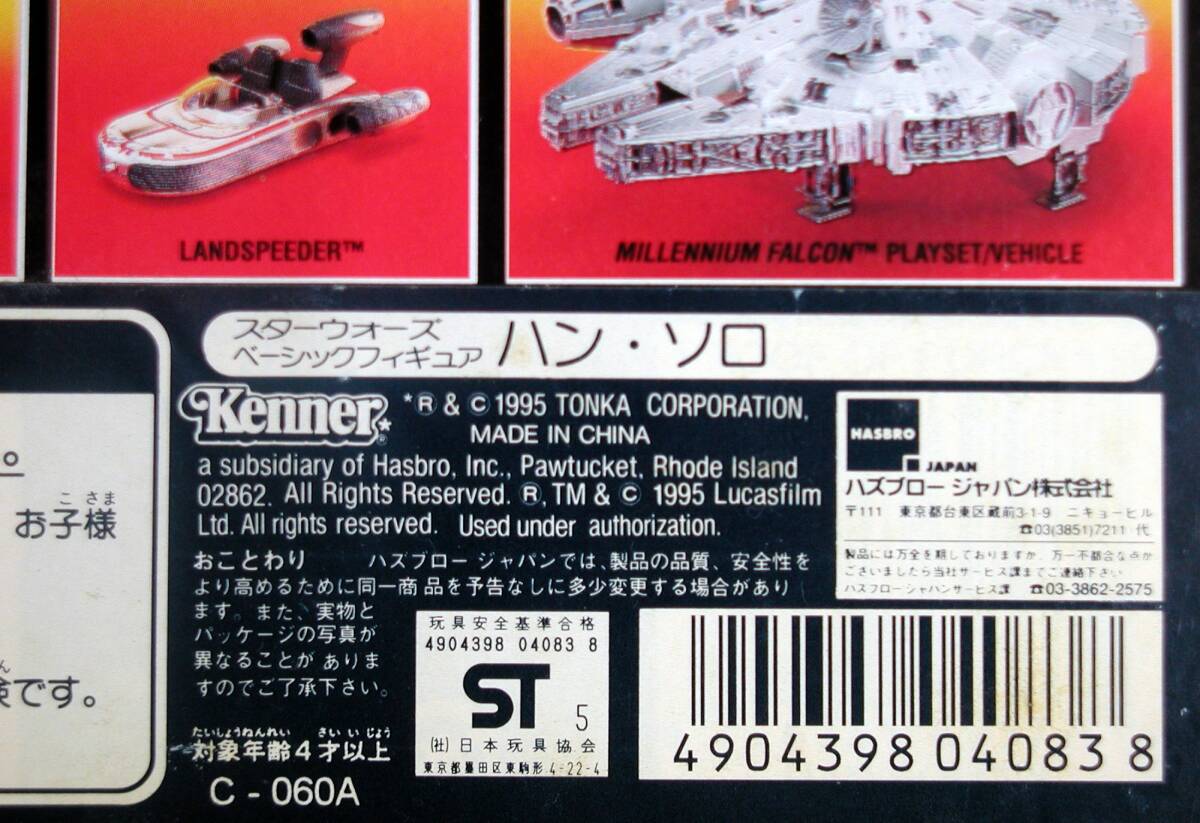 LANDSPEEDER™
MILLENNIUM FALCON™ PLAYSET/VEHICLE
スターウォーズ
ベーシックフィギュア ハン・ソロ
Kenner*®
*® & © 1995 TONKA CORPORATION.
MADE IN CHINA
a subsidiary of Hasbro, Inc., Pawtucket, Rhode Island
02862. All Rights Reserved. ®, TM & © 1995 Lucasfilm
Ltd. All rights reserved. Used under authorization.
おことわり ハズブロージャパンでは、製品の品質、安全性を
より高めるために同一商品を予告なしに多少変更する場合があり
ます。また、実物と
パッケージの写真が
異なることがありま
すのでご了承下さい。
たいしょうねんれい さいいじょう
対象年齢4才以上
C - 060A
玩具安全基準合格
4904398 04083 8
ST 5
(社)日本玩具協会
東京都墨田区東駒形 4-22-4
HASBRO
JAPAN
ハズブロー ジャパン株式会社
〒111 東京都台東区蔵前3-1-9 ニキョービル
☎03(3851)7211 代
製品には万全を期しておりますが、万一不都合な点が
ございましたら当社サービス課までご連絡下さい
ハズブロージャパンサービス課 ☎03-3862-2575
4904398 040838
こ さま
お子様
ん
険です。